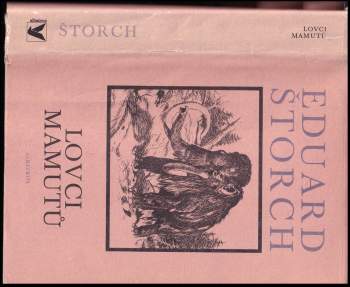 ŠTORCH
LOVCI
MAMUTŮ
EDUARD
ŠTORCH
LOVCI
MAMUTŮ